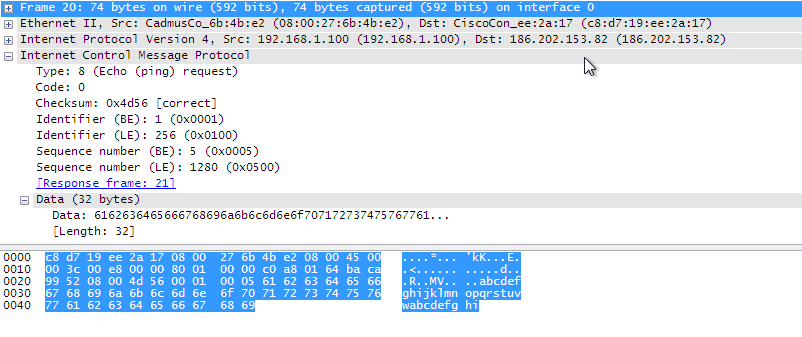 Frame 20: 74 bytes on wire (592 bits), 74 bytes captured (592 bits) on interface 0
Ethernet II, Src: CadmusCo_6b:4b:e2 (08:00:27:6b:4b:e2), Dst: CiscoCon_ee:2a:17 (c8:d7:19:ee:2a:17)
Internet Protocol Version 4, Src: 192.168.1.100 (192.168.1.100), Dst: 186.202.153.82 (186.202.153.82)
Internet Control Message Protocol
Type: 8 (Echo (ping) request)
Code: 0
Checksum: 0x4d56 [correct]
Identifier (BE): 1 (0x0001)
Identifier (LE): 256 (0x0100)
Sequence number (BE): 5 (0x0005)
Sequence number (LE): 1280 (0x0500)
[Response frame: 21]
Data (32 bytes)
Data: 6162636465666768696a6b6c6d6e6f707172737475767761...
[Length: 32]
0000 c8 d7 19 ee 2a 17 08 00 27 6b 4b e2 08 00 45 00 ....*... 'kK...E.
0010 00 3c 00 e8 00 00 80 01 00 00 c0 a8 01 64 ba ca .<...... .....d..
0020 99 52 08 00 4d 56 00 01 00 05 61 62 63 64 65 66 .R..MV.. ..abcdef
0030 67 68 69 6a 6b 6c 6d 6e 6f 70 71 72 73 74 75 76 ghijklmn opqrstuv
0040 77 61 62 63 64 65 66 67 68 69 wabcdefg hi